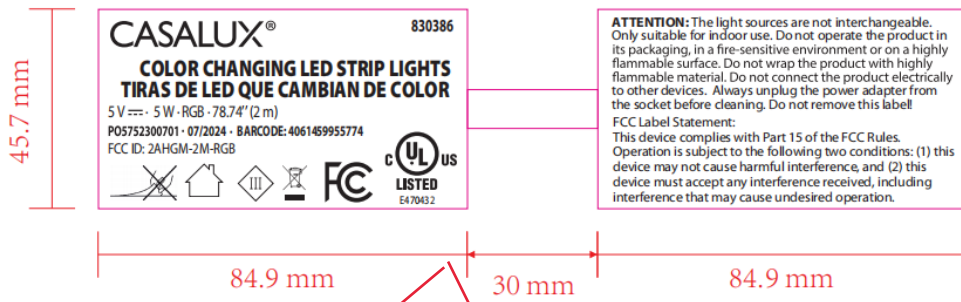 CASALUX®
830386
COLOR CHANGING LED STRIP LIGHTS
TIRAS DE LED QUE CAMBIAN DE COLOR
5 V⎓ · 5 W · RGB · 78.74’’ (2 m)
PO5752300701 · 07/2024 · BARCODE: 4061459955774
FCC ID: 2AHGM-2M-RGB
III
FC
C UL US
LISTED
E470432
ATTENTION: The light sources are not interchangeable.
Only suitable for indoor use. Do not operate the product in
its packaging, in a fire-sensitive environment or on a highly
flammable surface. Do not wrap the product with highly
flammable material. Do not connect the product electrically
to other devices. Always unplug the power adapter from
the socket before cleaning. Do not remove this label!
FCC Label Statement:
This device complies with Part 15 of the FCC Rules.
Operation is subject to the following two conditions: (1) this
device may not cause harmful interference, and (2) this
device must accept any interference received, including
interference that may cause undesired operation.
45.7 mm
84.9 mm
30 mm
84.9 mm